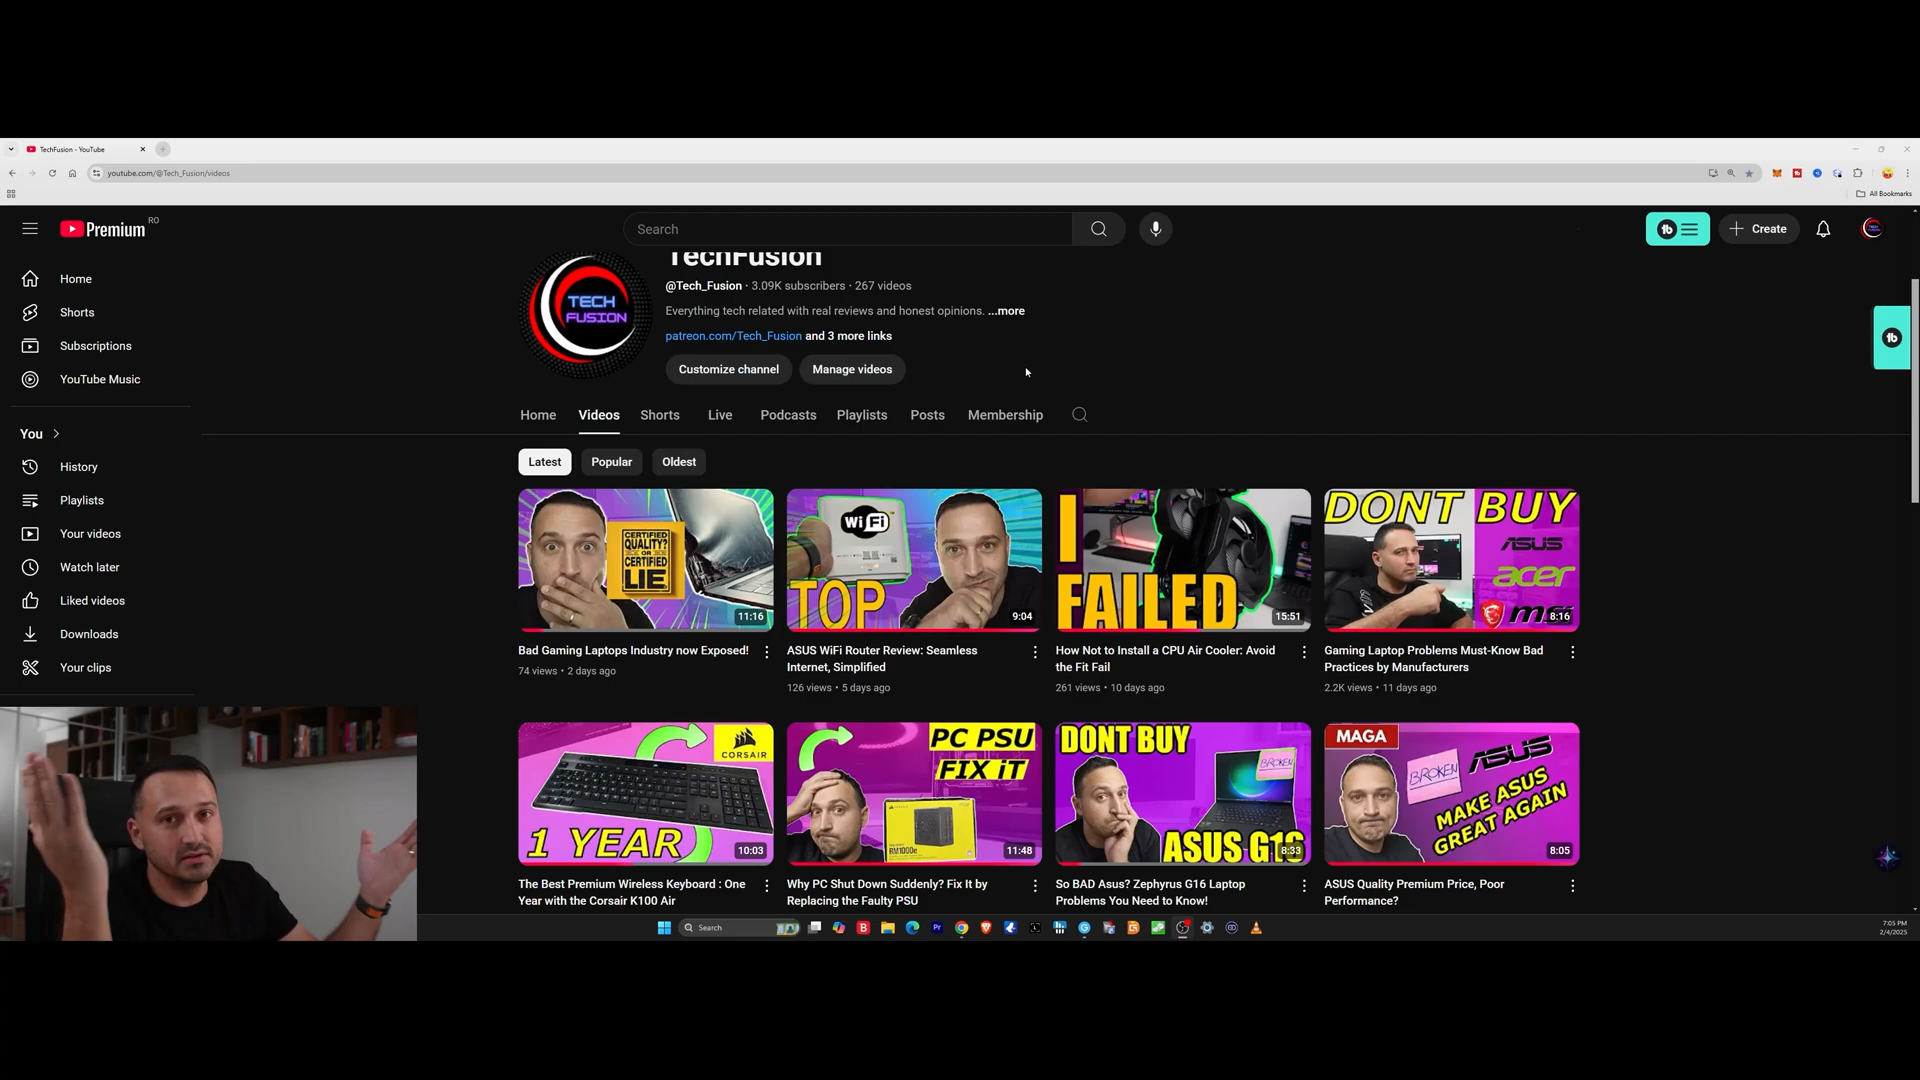 TechFusion - YouTube
youtube.com/@Tech_Fusion/videos
All Bookmarks
Premium RO
Search
Create
Home
Shorts
Subscriptions
YouTube Music
You
History
Playlists
Your videos
Watch later
Liked videos
Downloads
Your clips
TECH
FUSION
TechFusion
@Tech_Fusion · 3.09K subscribers · 267 videos
Everything tech related with real reviews and honest opinions. ...more
patreon.com/Tech_Fusion and 3 more links
Customize channel Manage videos
Home Videos Shorts Live Podcasts Playlists Posts Membership
Latest Popular Oldest
CERTIFIED
QUALITY?
OR
CERTIFIED
LIE
11:16
Bad Gaming Laptops Industry now Exposed!
74 views • 2 days ago
WiFi
TOP
9:04
ASUS WiFi Router Review: Seamless
Internet, Simplified
126 views • 5 days ago
I
FAILED
15:51
How Not to Install a CPU Air Cooler: Avoid
the Fit Fail
261 views • 10 days ago
DONT BUY
ASUS
acer
msi
8:16
Gaming Laptop Problems Must-Know Bad
Practices by Manufacturers
2.2K views • 11 days ago
CORSAIR
1 YEAR
10:03
The Best Premium Wireless Keyboard : One
Year with the Corsair K100 Air
PC PSU
FIX iT
RM1000e
11:48
Why PC Shut Down Suddenly? Fix It by
Replacing the Faulty PSU
DONT BUY
BROKEN
ASUS G16
8:33
So BAD Asus? Zephyrus G16 Laptop
Problems You Need to Know!
MAGA
BROKEN
ASUS
MAKE ASUS
GREAT AGAIN
8:05
ASUS Quality Premium Price, Poor
Performance?
Search
7:05 PM
2/4/2025